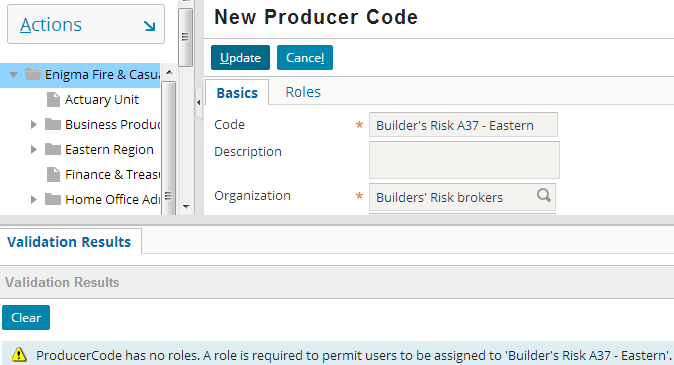 Actions
Enigma Fire & Casua
Actuary Unit
Business Produc
Eastern Region
Finance & Treasu
Home Office Adm
New Producer Code
Update
Cancel
Basics
Roles
Code * Builder's Risk A37 - Eastern
Description
Organization * Builders' Risk brokers
Validation Results
Validation Results
Clear
ProducerCode has no roles. A role is required to permit users to be assigned to 'Builder's Risk A37 - Eastern'.